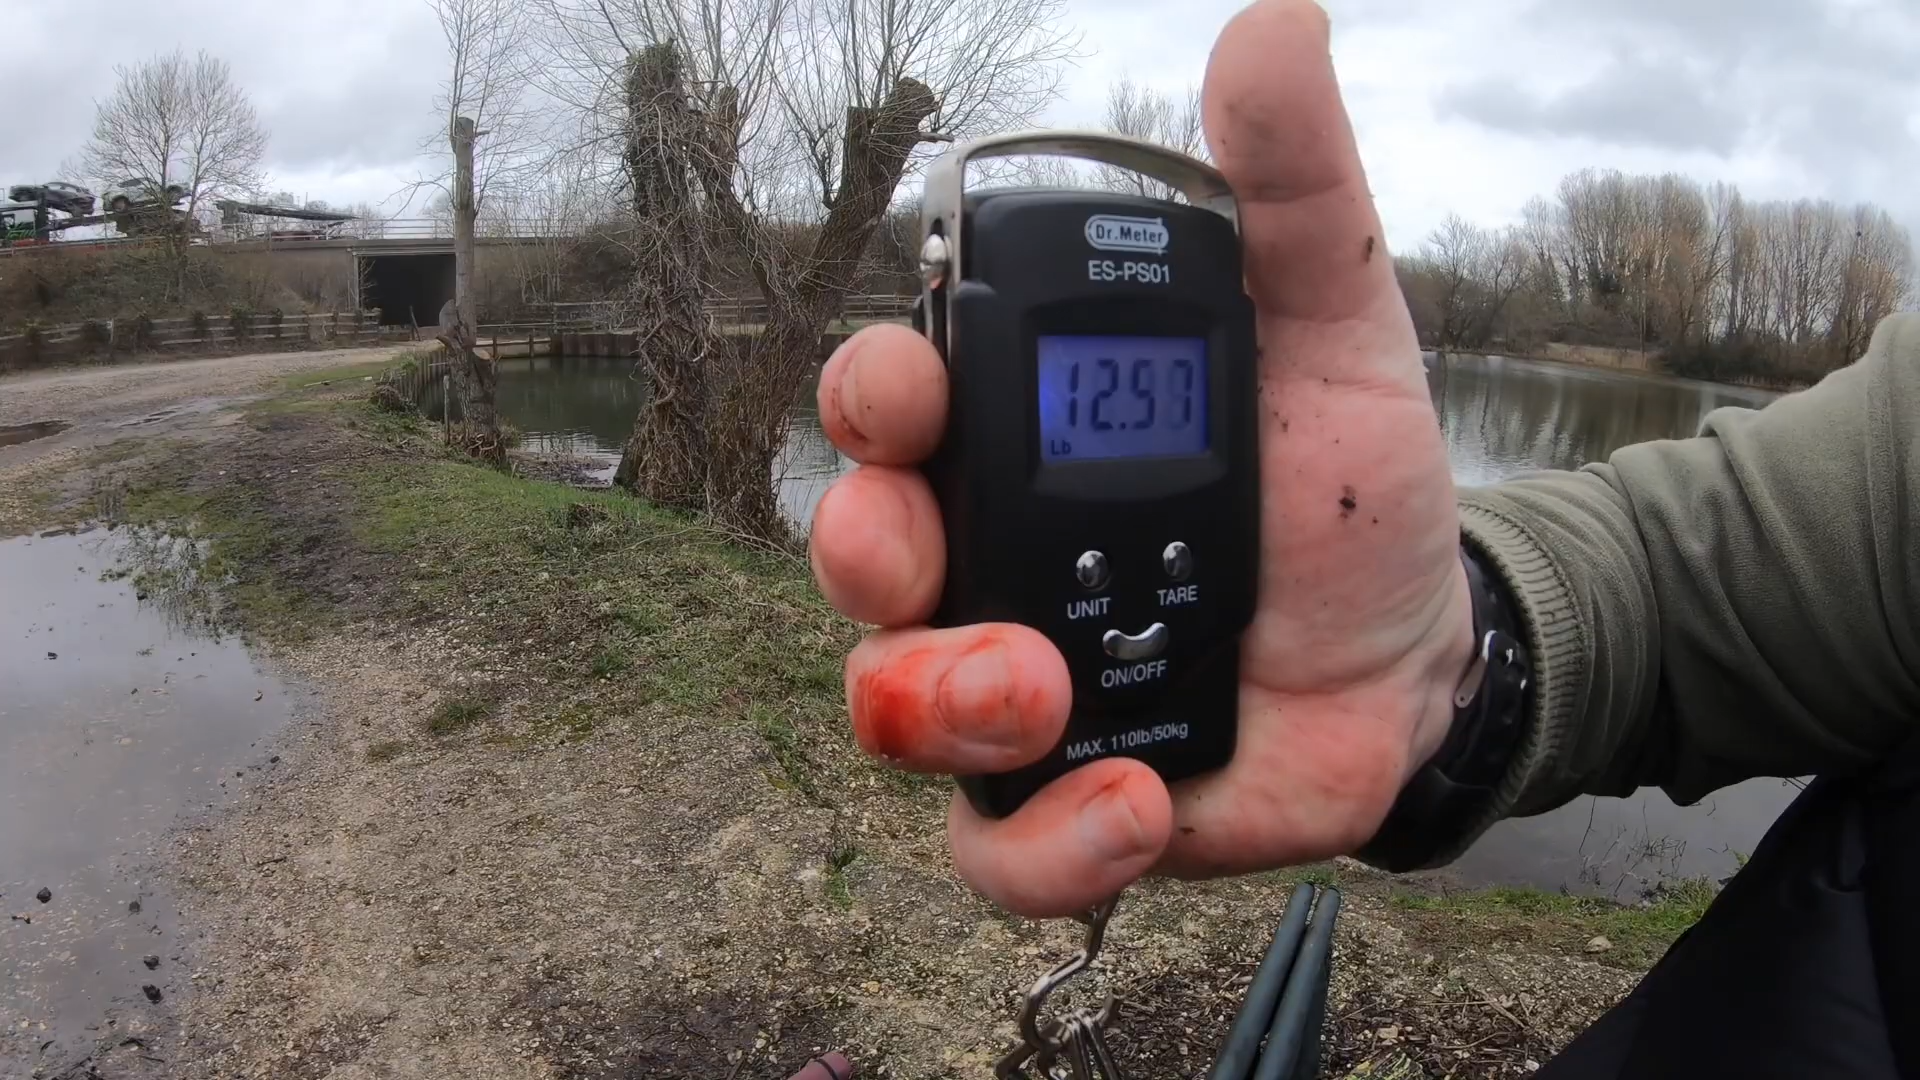 Dr.Meter
ES-PS01
12.57
Lb
UNIT TARE
ON/OFF
MAX. 110lb/50kg